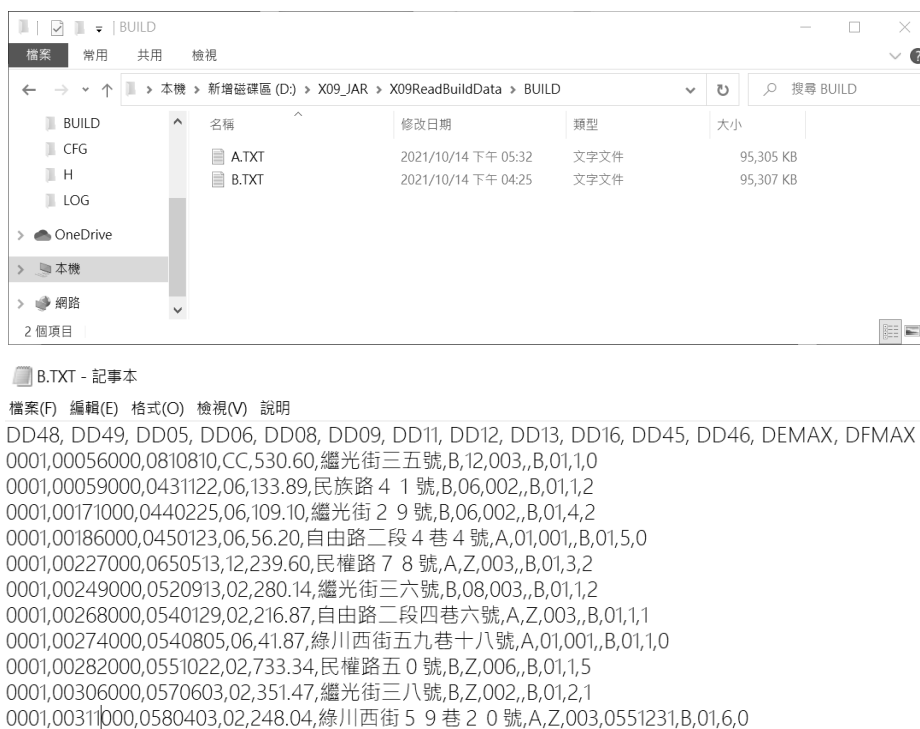 BUILD
檔案 常用 共用 檢視
本機 新增磁碟區 (D:) X09_JAR X09ReadBuildData BUILD 搜尋 BUILD
BUILD 名稱 修改日期 類型 大小
CFG A.TXT 2021/10/14 下午 05:32 文字文件 95,305 KB
H B.TXT 2021/10/14 下午 04:25 文字文件 95,307 KB
LOG
OneDrive
本機
網路
2 個項目
B.TXT - 記事本
檔案(F) 編輯(E) 格式(O) 檢視(V) 說明
DD48, DD49, DD05, DD06, DD08, DD09, DD11, DD12, DD13, DD16, DD45, DD46, DEMAX, DFMAX
0001,00056000,0810810,CC,530.60,繼光街三五號,B,12,003,,B,01,1,0
0001,00059000,0431122,06,133.89,民族路４１號,B,06,002,,B,01,1,2
0001,00171000,0440225,06,109.10,繼光街２９號,B,06,002,,B,01,4,2
0001,00186000,0450123,06,56.20,自由路二段４巷４號,A,01,001,,B,01,5,0
0001,00227000,0650513,12,239.60,民權路７８號,A,Z,003,,B,01,3,2
0001,00249000,0520913,02,280.14,繼光街三六號,B,08,003,,B,01,1,2
0001,00268000,0540129,02,216.87,自由路二段四巷六號,A,Z,003,,B,01,1,1
0001,00274000,0540805,06,41.87,綠川西街五九巷十八號,A,01,001,,B,01,1,0
0001,00282000,0551022,02,733.34,民權路五０號,B,Z,006,,B,01,1,5
0001,00306000,0570603,02,351.47,繼光街三八號,B,Z,002,,B,01,2,1
0001,00311000,0580403,02,248.04,綠川西街５９巷２０號,A,Z,003,0551231,B,01,6,0